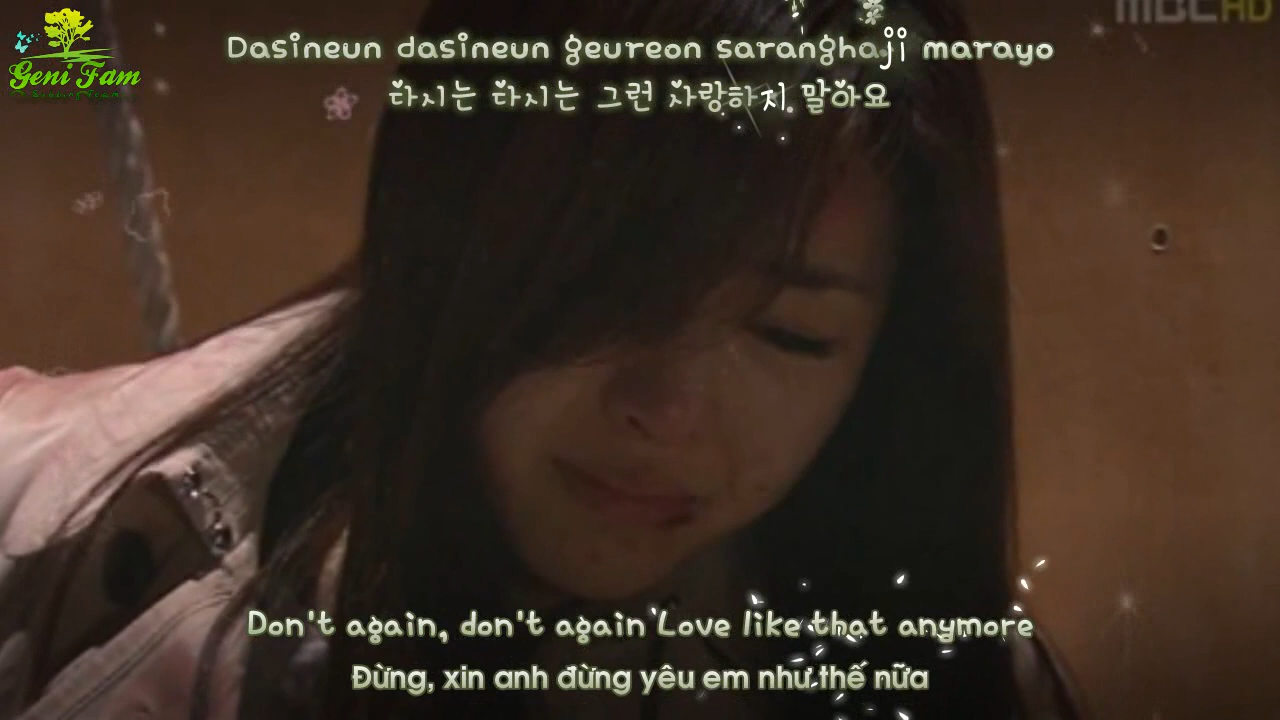 MBC HD
Geni Fam
Dasineun dasineun geureon saranghaji marayo
다시는 다시는 그런 사랑하지 말아요
Don't again, don't again Love like that anymore
Đừng, xin anh đừng yêu em như thế nữa